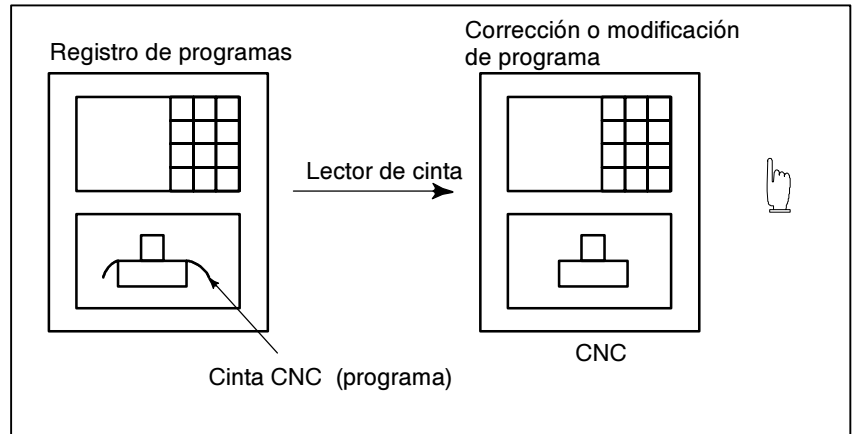 Registro de programas
Corrección o modificación
de programa
Lector de cinta
Cinta CNC (programa)
CNC